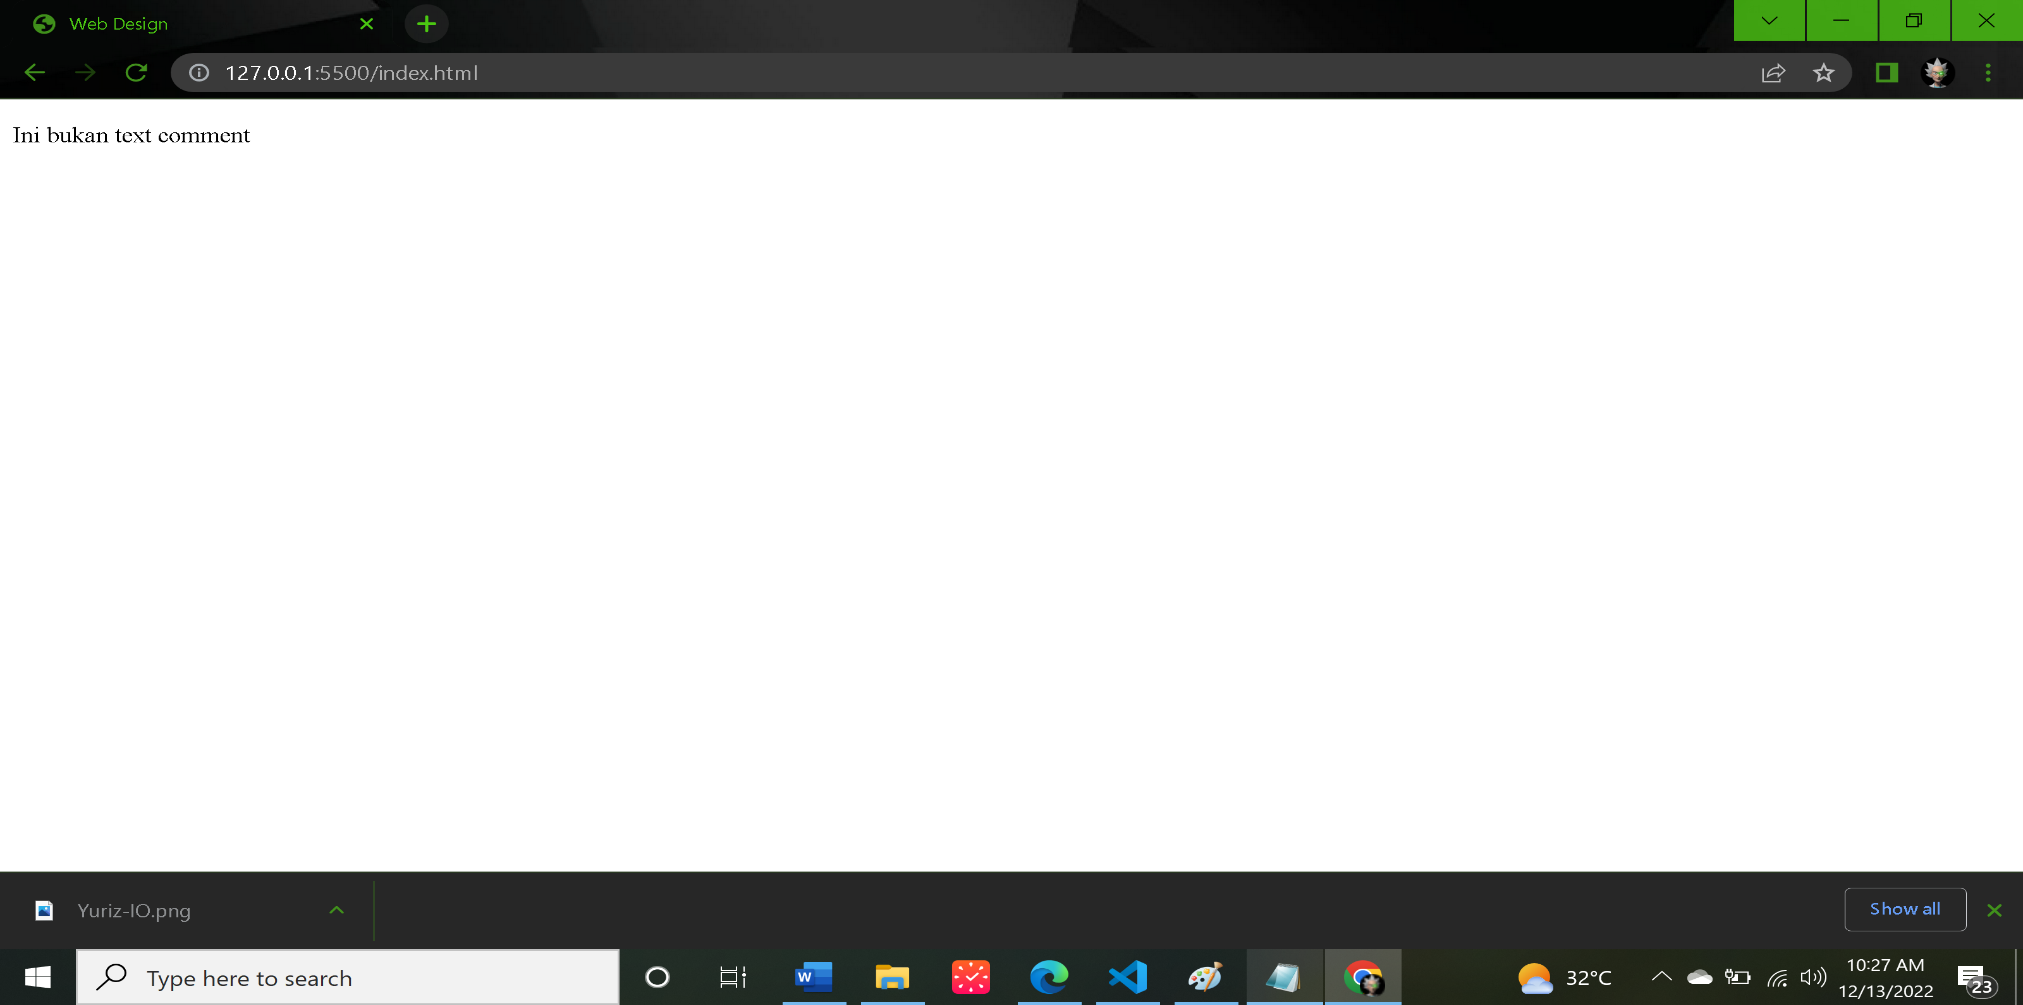 Web Design
127.0.0.1:5500/index.html
Ini bukan text comment
Yuriz-IO.png
Show all
Type here to search
W
32°C
10:27 AM
12/13/2022
23